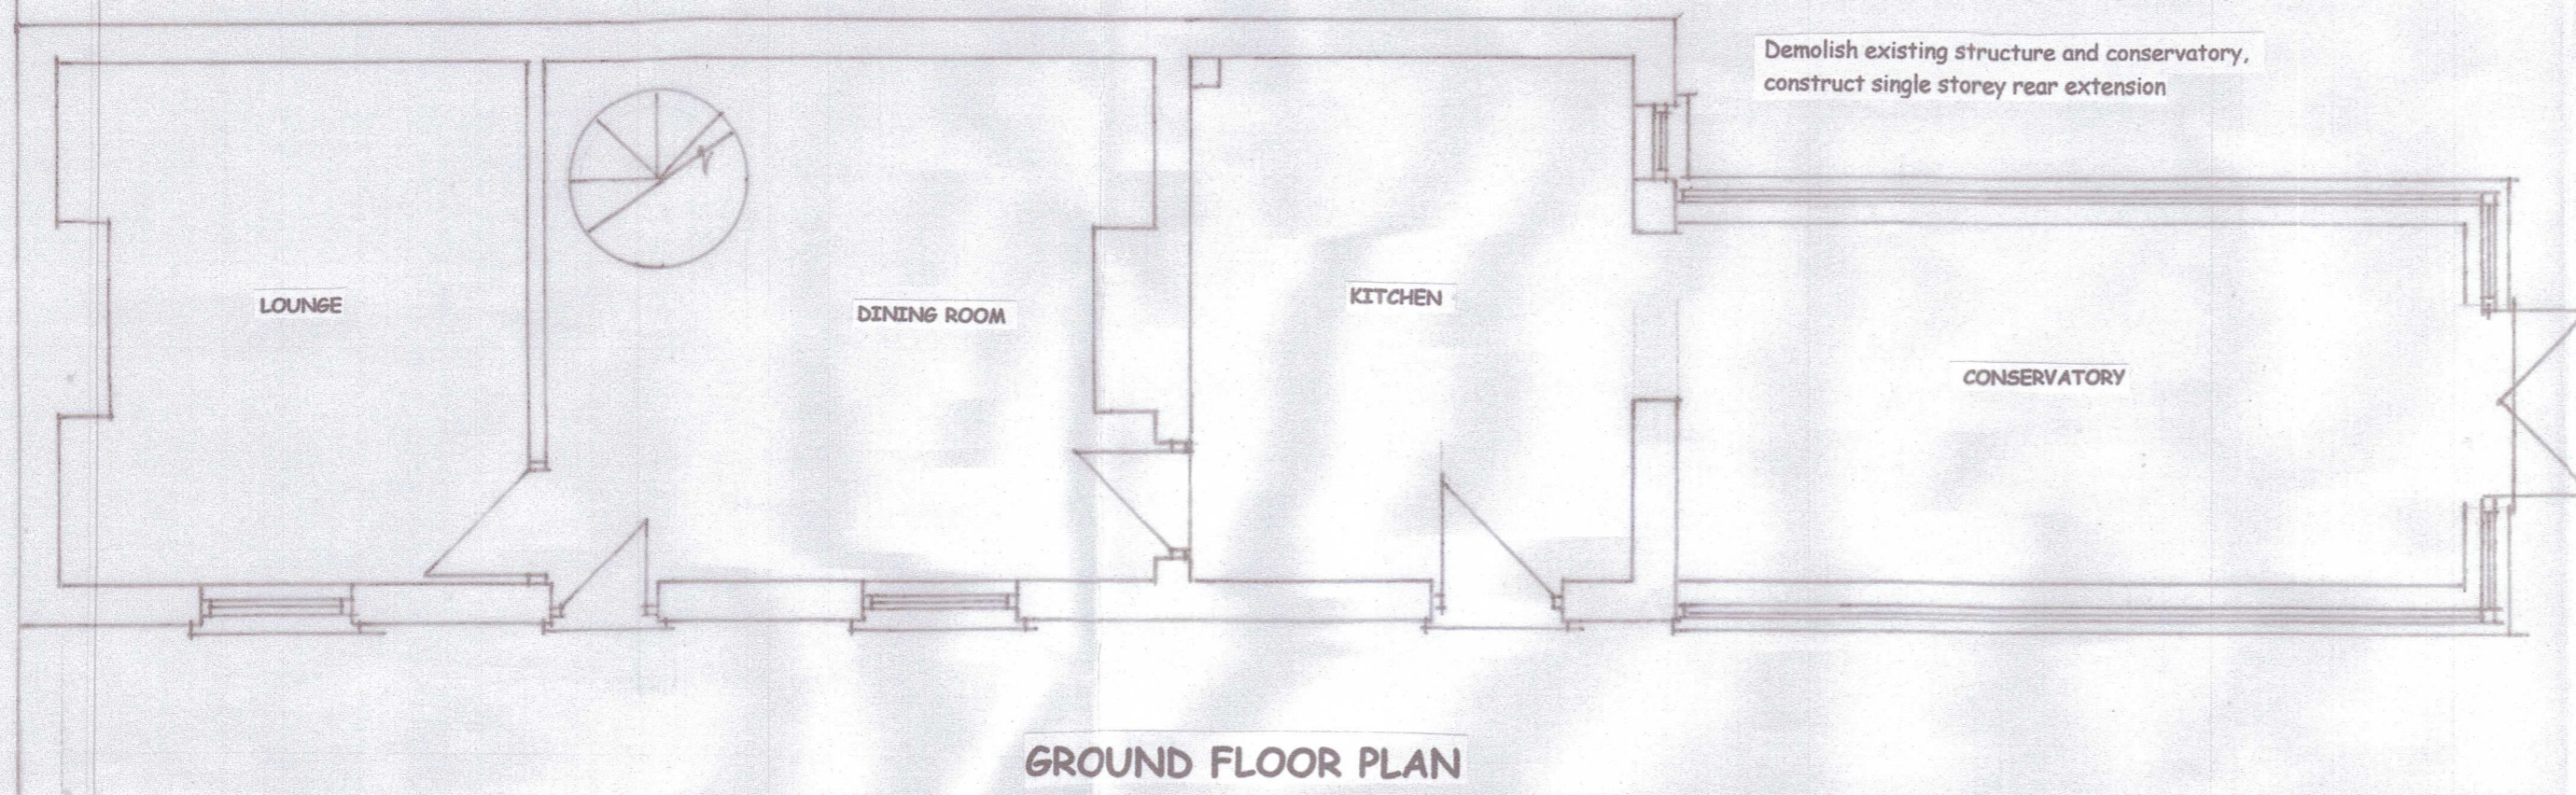 Demolish existing structure and conservatory,
construct single storey rear extension
LOUNGE
DINING ROOM
KITCHEN
CONSERVATORY
GROUND FLOOR PLAN